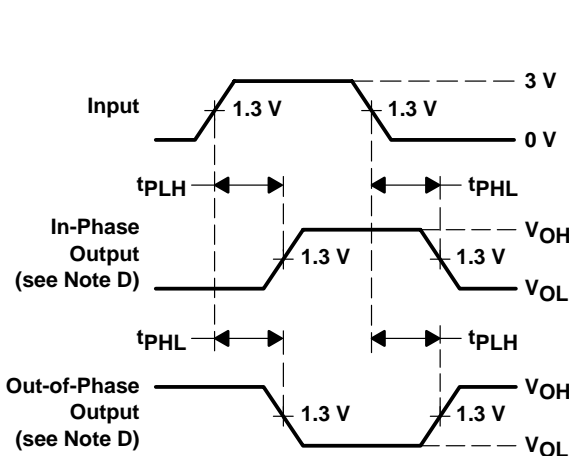 3 V
Input
1.3 V
1.3 V
0 V
tPLH
tPHL
In-Phase
Output
(see Note D)
VOH
1.3 V
1.3 V
VOL
tPHL
tPLH
Out-of-Phase
Output
(see Note D)
VOH
1.3 V
1.3 V
VOL